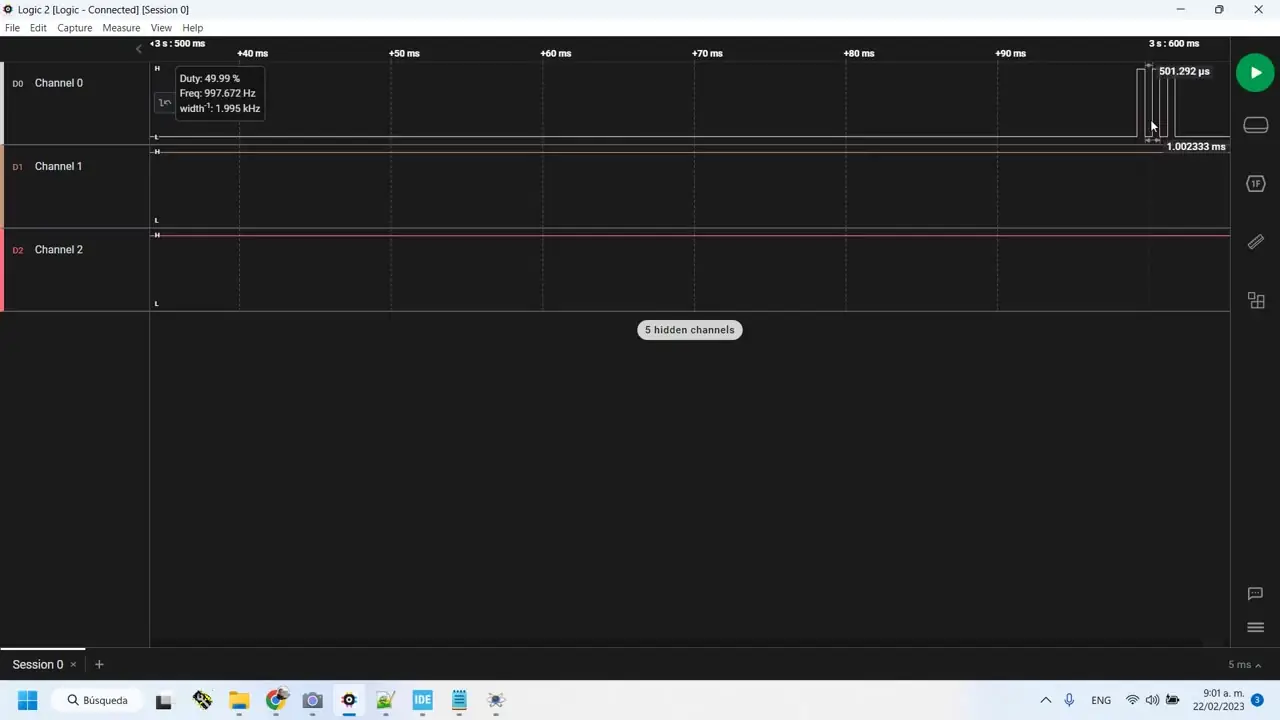 Logic 2 [Logic - Connected] [Session 0]
File Edit Capture Measure View Help
3 s : 500 ms
3 s : 600 ms
+40 ms
+50 ms
+60 ms
+70 ms
+80 ms
+90 ms
D0 Channel 0
H
L
Duty: 49.99 %
Freq: 997.672 Hz
width-1: 1.995 kHz
501.292 µs
1.002333 ms
D1 Channel 1
H
L
D2 Channel 2
H
L
5 hidden channels
1F
Session 0
5 ms
Búsqueda
IDE
ENG
9:01 a. m.
22/02/2023
3